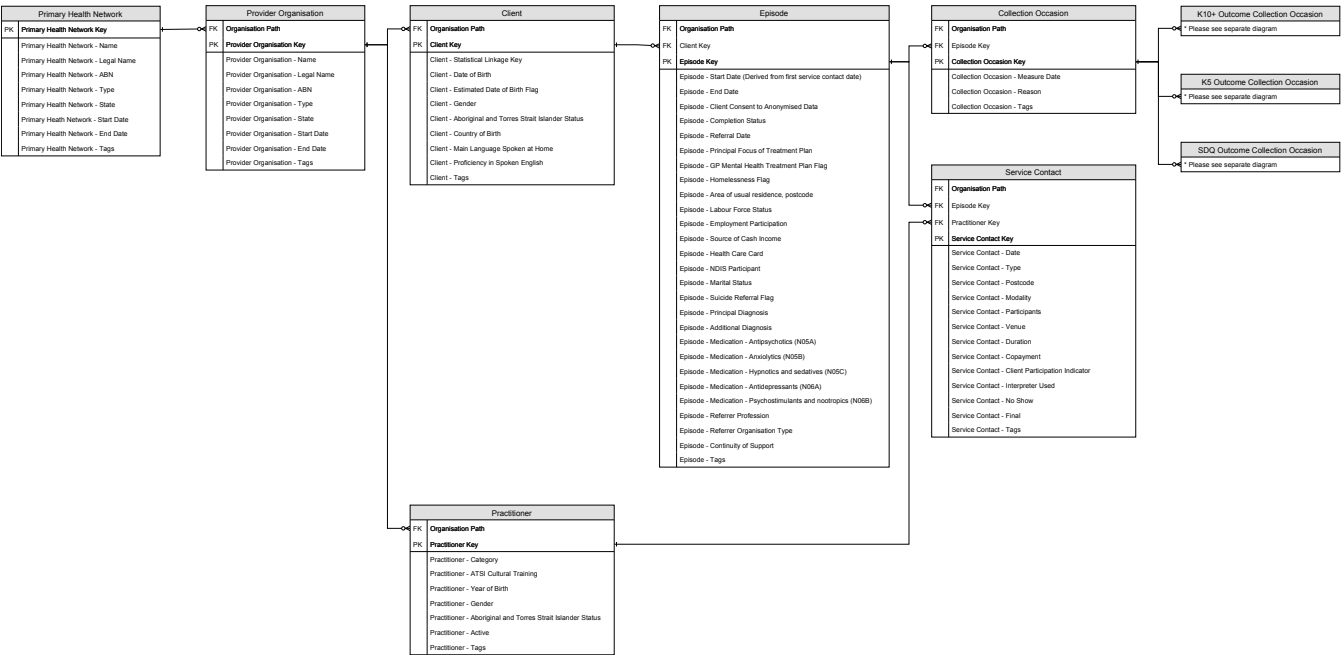 Primary Health Network
PK Primary Health Network Key
Primary Health Network - Name
Primary Health Network - Legal Name
Primary Health Network - ABN
Primary Health Network - Type
Primary Health Network - State
Primary Heath Network - Start Date
Primary Health Network - End Date
Primary Health Network - Tags
Provider Organisation
FK Organisation Path
PK Provider Organisation Key
Provider Organisation - Name
Provider Organisation - Legal Name
Provider Organisation - ABN
Provider Organisation - Type
Provider Organisation - State
Provider Organisation - Start Date
Provider Organisation - End Date
Provider Organisation - Tags
Client
FK Organisation Path
PK Client Key
Client - Statistical Linkage Key
Client - Date of Birth
Client - Estimated Date of Birth Flag
Client - Gender
Client - Aboriginal and Torres Strait Islander Status
Client - Country of Birth
Client - Main Language Spoken at Home
Client - Proficiency in Spoken English
Client - Tags
Episode
FK Organisation Path
FK Client Key
PK Episode Key
Episode - Start Date (Derived from first service contact date)
Episode - End Date
Episode - Client Consent to Anonymised Data
Episode - Completion Status
Episode - Referral Date
Episode - Principal Focus of Treatment Plan
Episode - GP Mental Health Treatment Plan Flag
Episode - Homelessness Flag
Episode - Area of usual residence, postcode
Episode - Labour Force Status
Episode - Employment Participation
Episode - Source of Cash Income
Episode - Health Care Card
Episode - NDIS Participant
Episode - Marital Status
Episode - Suicide Referral Flag
Episode - Principal Diagnosis
Episode - Additional Diagnosis
Episode - Medication - Antipsychotics (N05A)
Episode - Medication - Anxiolytics (N05B)
Episode - Medication - Hypnotics and sedatives (N05C)
Episode - Medication - Antidepressants (N06A)
Episode - Medication - Psychostimulants and nootropics (N06B)
Episode - Referrer Profession
Episode - Referrer Organisation Type
Episode - Continuity of Support
Episode - Tags
Collection Occasion
FK Organisation Path
FK Episode Key
PK Collection Occasion Key
Collection Occasion - Measure Date
Collection Occasion - Reason
Collection Occasion - Tags
K10+ Outcome Collection Occasion
* Please see separate diagram
K5 Outcome Collection Occasion
* Please see separate diagram
SDQ Outcome Collection Occasion
* Please see separate diagram
Service Contact
FK Organisation Path
FK Episode Key
FK Practitioner Key
PK Service Contact Key
Service Contact - Date
Service Contact - Type
Service Contact - Postcode
Service Contact - Modality
Service Contact - Participants
Service Contact - Venue
Service Contact - Duration
Service Contact - Copayment
Service Contact - Client Participation Indicator
Service Contact - Interpreter Used
Service Contact - No Show
Service Contact - Final
Service Contact - Tags
Practitioner
FK Organisation Path
PK Practitioner Key
Practitioner - Category
Practitioner - ATSI Cultural Training
Practitioner - Year of Birth
Practitioner - Gender
Practitioner - Aboriginal and Torres Strait Islander Status
Practitioner - Active
Practitioner - Tags